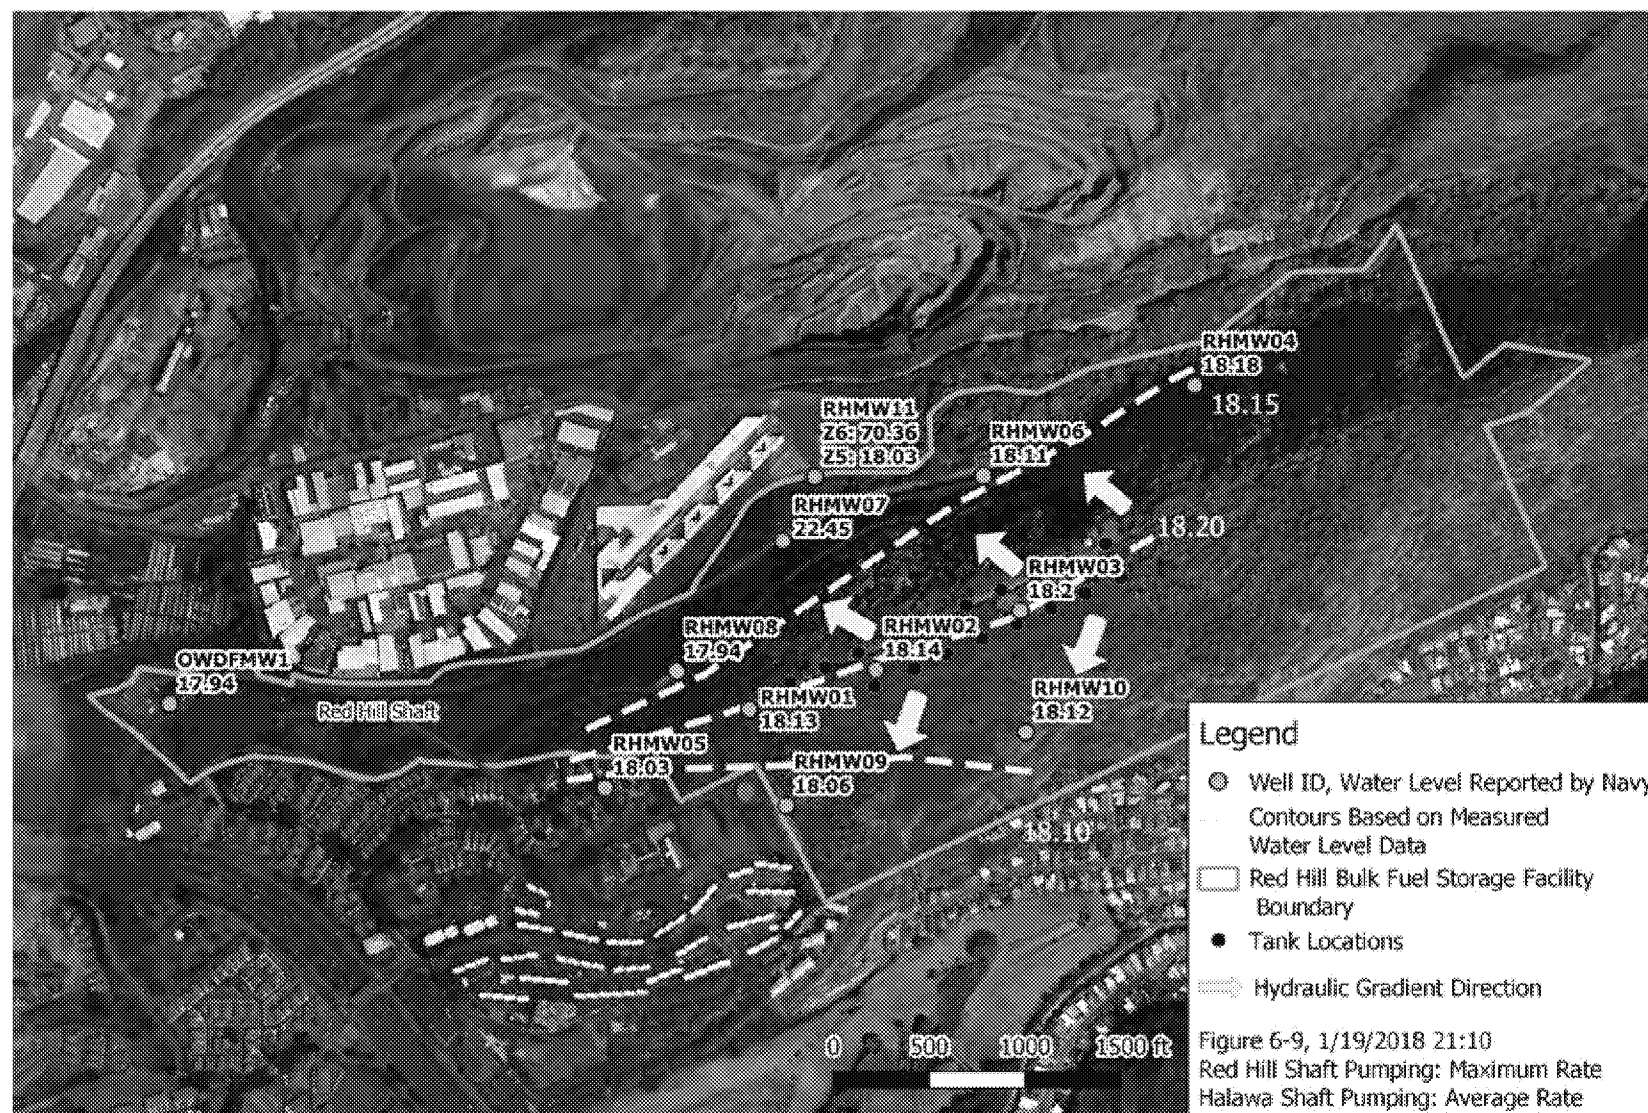 RHMW04
18.18
18.15
RHMW11
Z6: 70.36
Z5: 18.03
RHMW06
18.11
RHMW07
22.45
18.20
RHMW03
18.2
RHMW02
18.14
RHMW08
17.94
OWDFMW1
17.94
RHMW10
18.12
RHMW01
18.13
Red Hill Shaft
RHMW05
18.03
RHMW09
18.06
18.10
0 500 1000 1500 ft
Legend
Well ID, Water Level Reported by Navy
Contours Based on Measured
Water Level Data
Red Hill Bulk Fuel Storage Facility
Boundary
Tank Locations
Hydraulic Gradient Direction
Figure 6-9, 1/19/2018 21:10
Red Hill Shaft Pumping: Maximum Rate
Halawa Shaft Pumping: Average Rate